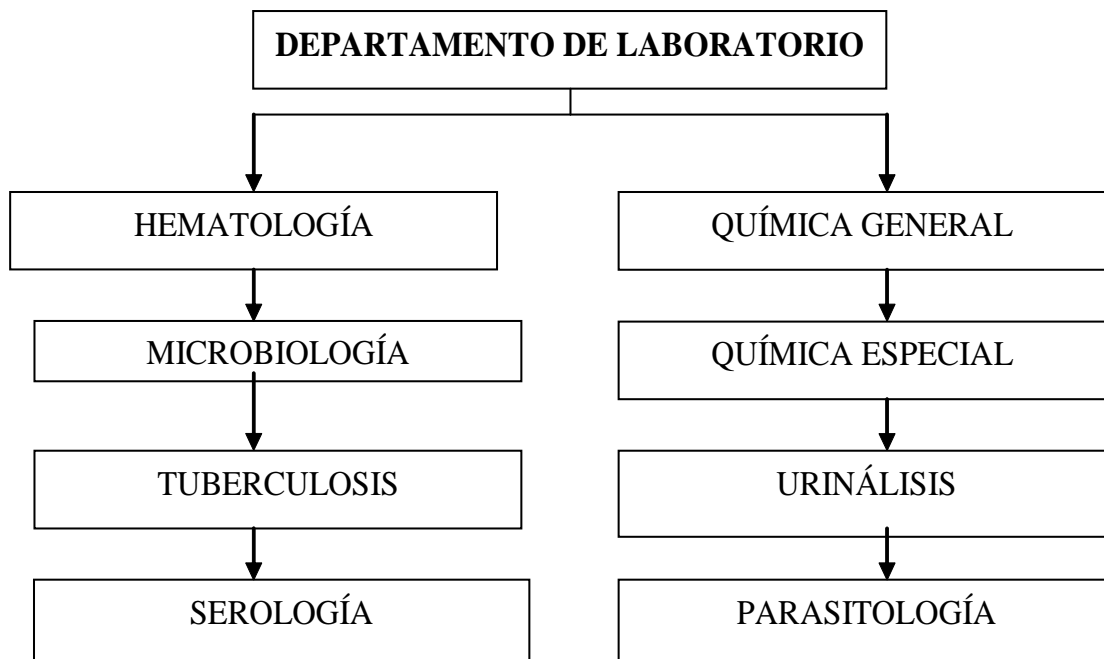 DEPARTAMENTO DE LABORATORIO
HEMATOLOGÍA
QUÍMICA GENERAL
MICROBIOLOGÍA
QUÍMICA ESPECIAL
TUBERCULOSIS
URINÁLISIS
SEROLOGÍA
PARASITOLOGÍA